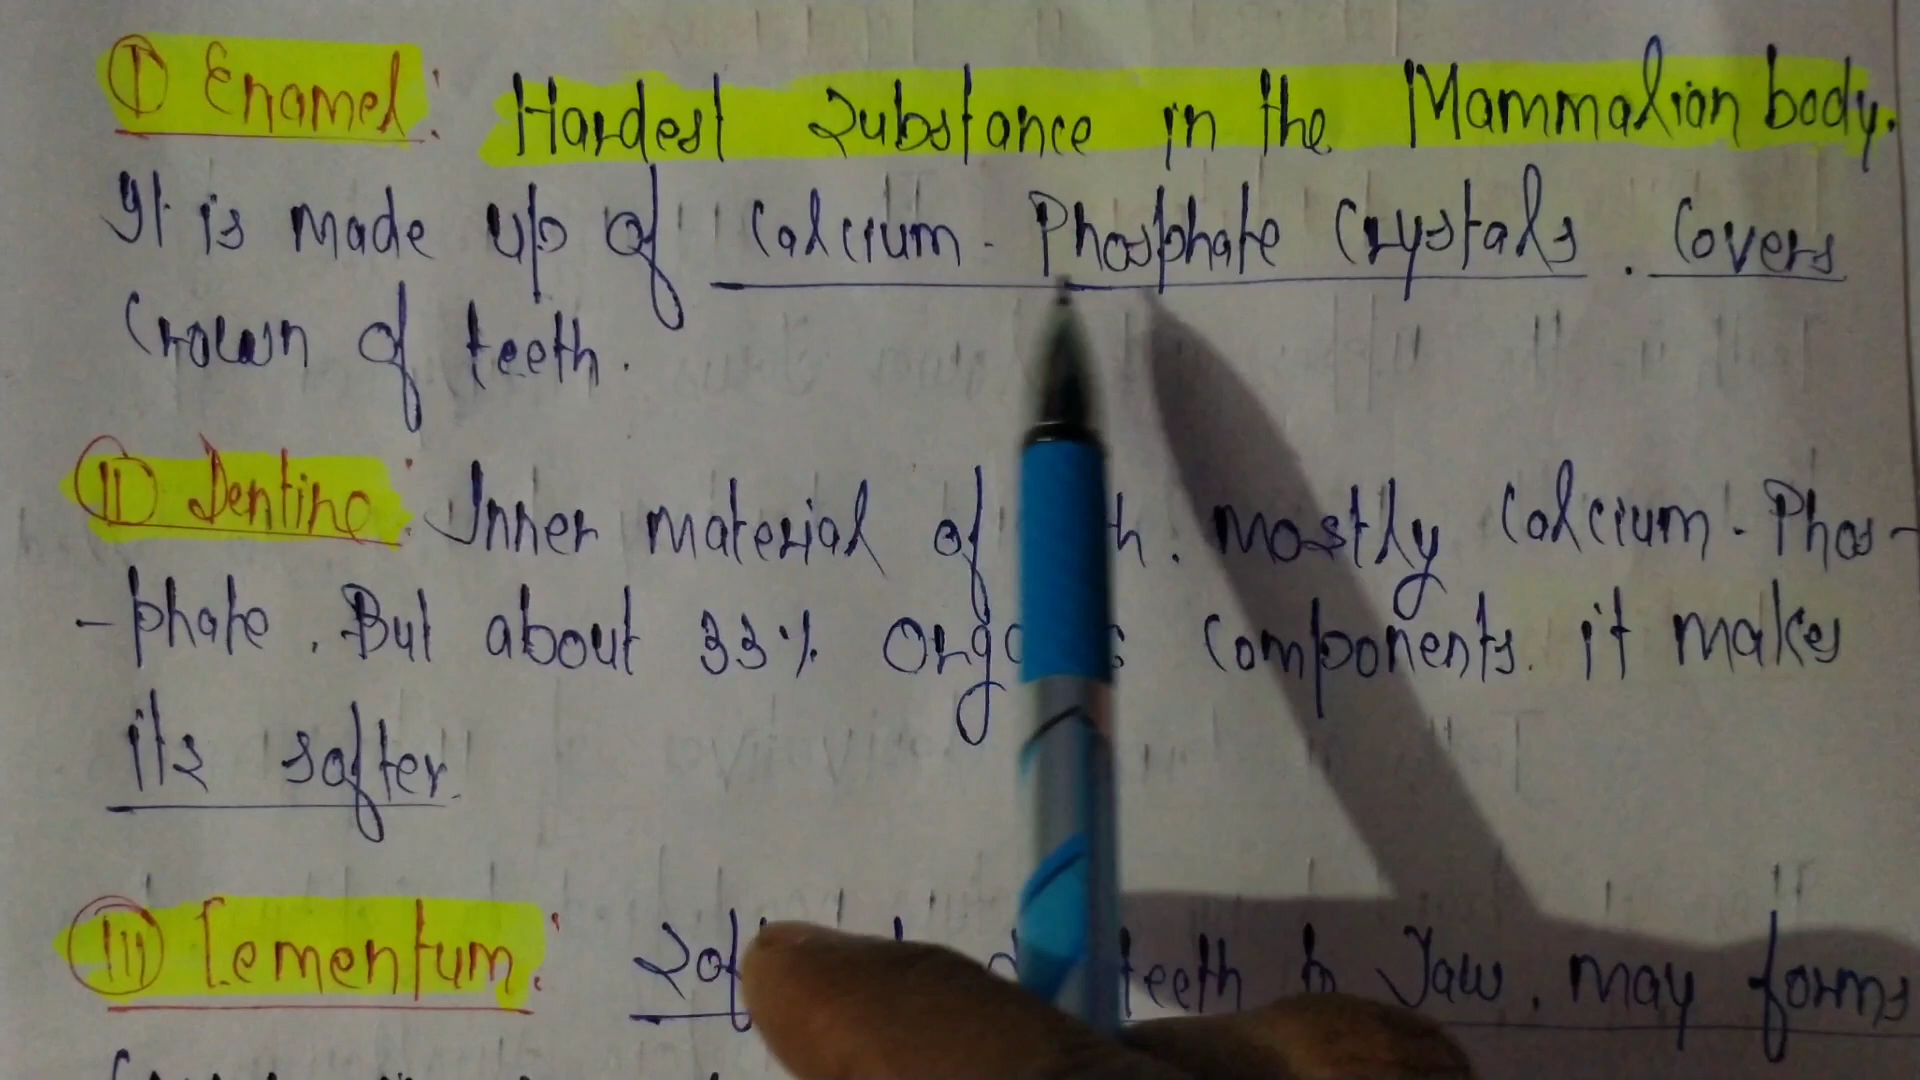 I Enamel: Hardest Substance in the Mammalian body.
It is made up of Calcium - Phosphate Crystals. Covers
Crown of teeth.
II Dentine: Inner material of mostly Calcium - Phos-
-phate. But about 33% components. it makes
its softer.
III Cementum: teeth to Jaw. may forms